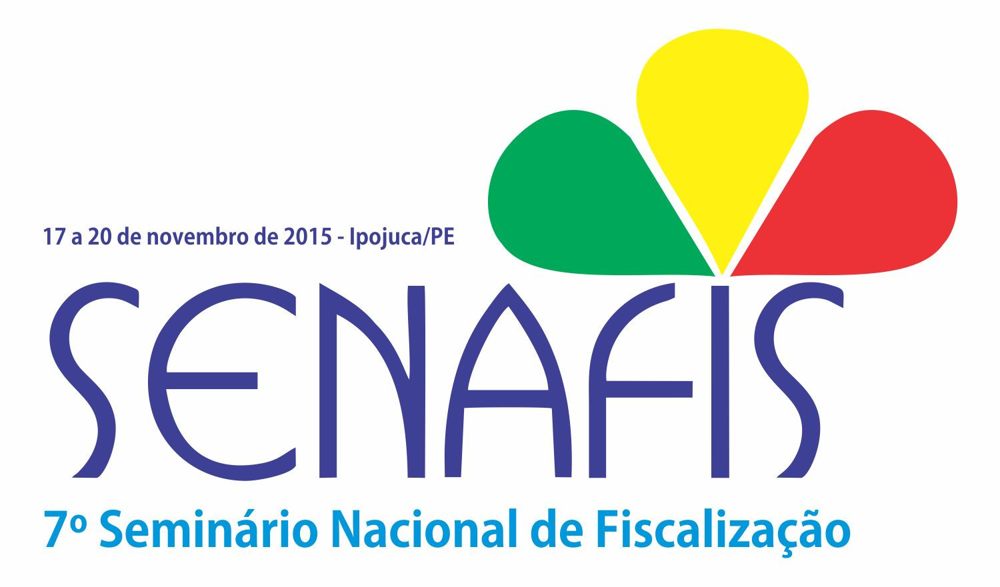 17 a 20 de novembro de 2015 - Ipojuca/PE
SENAFIS
7º Seminário Nacional de Fiscalização